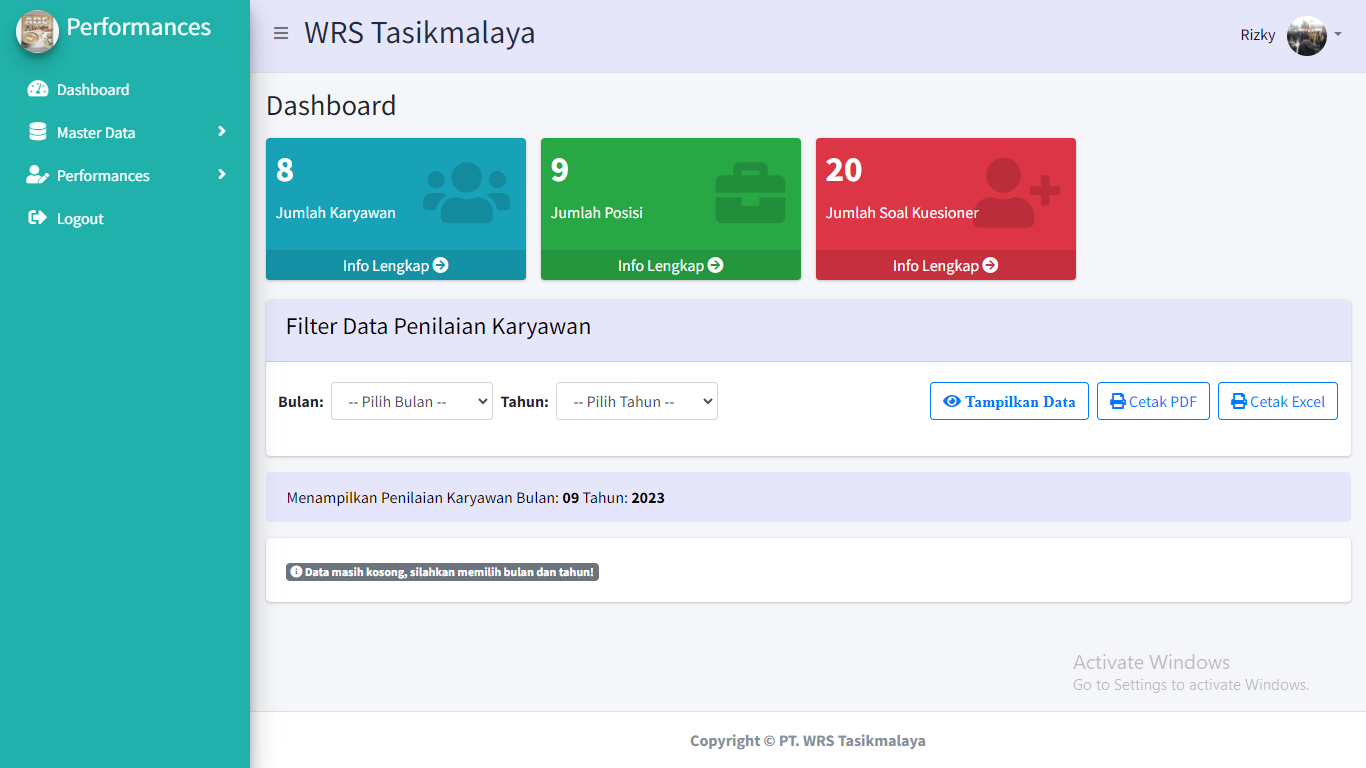 Performances
WRS Tasikmalaya
Rizky
Dashboard
Master Data
Performances
Logout
Dashboard
8
Jumlah Karyawan
Info Lengkap
9
Jumlah Posisi
Info Lengkap
20
Jumlah Soal Kuesioner
Info Lengkap
Filter Data Penilaian Karyawan
Bulan: -- Pilih Bulan -- Tahun: -- Pilih Tahun -- Tampilkan Data Cetak PDF Cetak Excel
Menampilkan Penilaian Karyawan Bulan: 09 Tahun: 2023
Data masih kosong, silahkan memilih bulan dan tahun!
Activate Windows
Go to Settings to activate Windows.
Copyright © PT. WRS Tasikmalaya